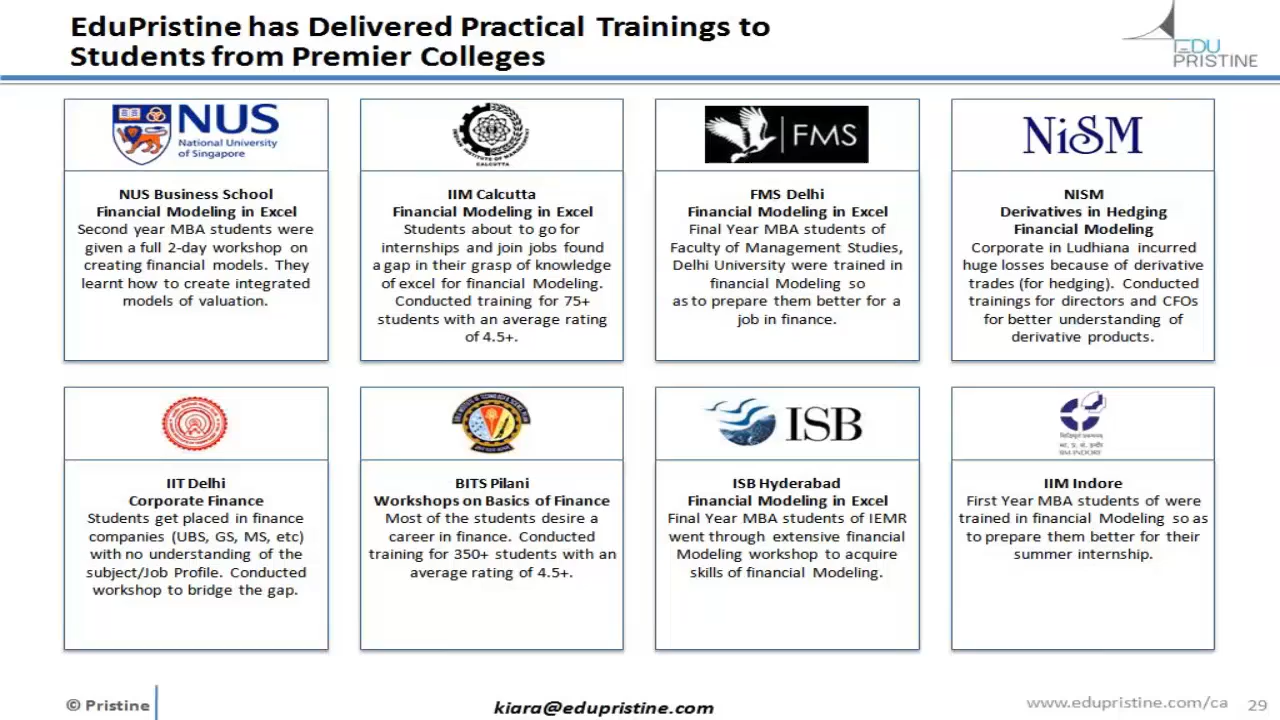 EduPristine has Delivered Practical Trainings to
Students from Premier Colleges
EDU
PRISTINE
NUS
National University
of Singapore
NUS Business School
Financial Modeling in Excel
Second year MBA students were
given a full 2-day workshop on
creating financial models. They
learnt how to create integrated
models of valuation.
INDIAN INSTITUTE OF MANAGEMENT
CALCUTTA
IIM Calcutta
Financial Modeling in Excel
Students about to go for
internships and join jobs found
a gap in their grasp of knowledge
of excel for financial Modeling.
Conducted training for 75+
students with an average rating
of 4.5+.
FMS
FMS Delhi
Financial Modeling in Excel
Final Year MBA students of
Faculty of Management Studies,
Delhi University were trained in
financial Modeling so
as to prepare them better for a
job in finance.
NiSM
NISM
Derivatives in Hedging
Financial Modeling
Corporate in Ludhiana incurred
huge losses because of derivative
trades (for hedging). Conducted
trainings for directors and CFOs
for better understanding of
derivative products.
IIT Delhi
Corporate Finance
Students get placed in finance
companies (UBS, GS, MS, etc)
with no understanding of the
subject/Job Profile. Conducted
workshop to bridge the gap.
BITS Pilani
Workshops on Basics of Finance
Most of the students desire a
career in finance. Conducted
training for 350+ students with an
average rating of 4.5+.
ISB
ISB Hyderabad
Financial Modeling in Excel
Final Year MBA students of IEMR
went through extensive financial
Modeling workshop to acquire
skills of financial Modeling.
IIM INDORE
IIM Indore
First Year MBA students of were
trained in financial Modeling so as
to prepare them better for their
summer internship.
© Pristine
kiara@edupristine.com
www.edupristine.com/ca
29